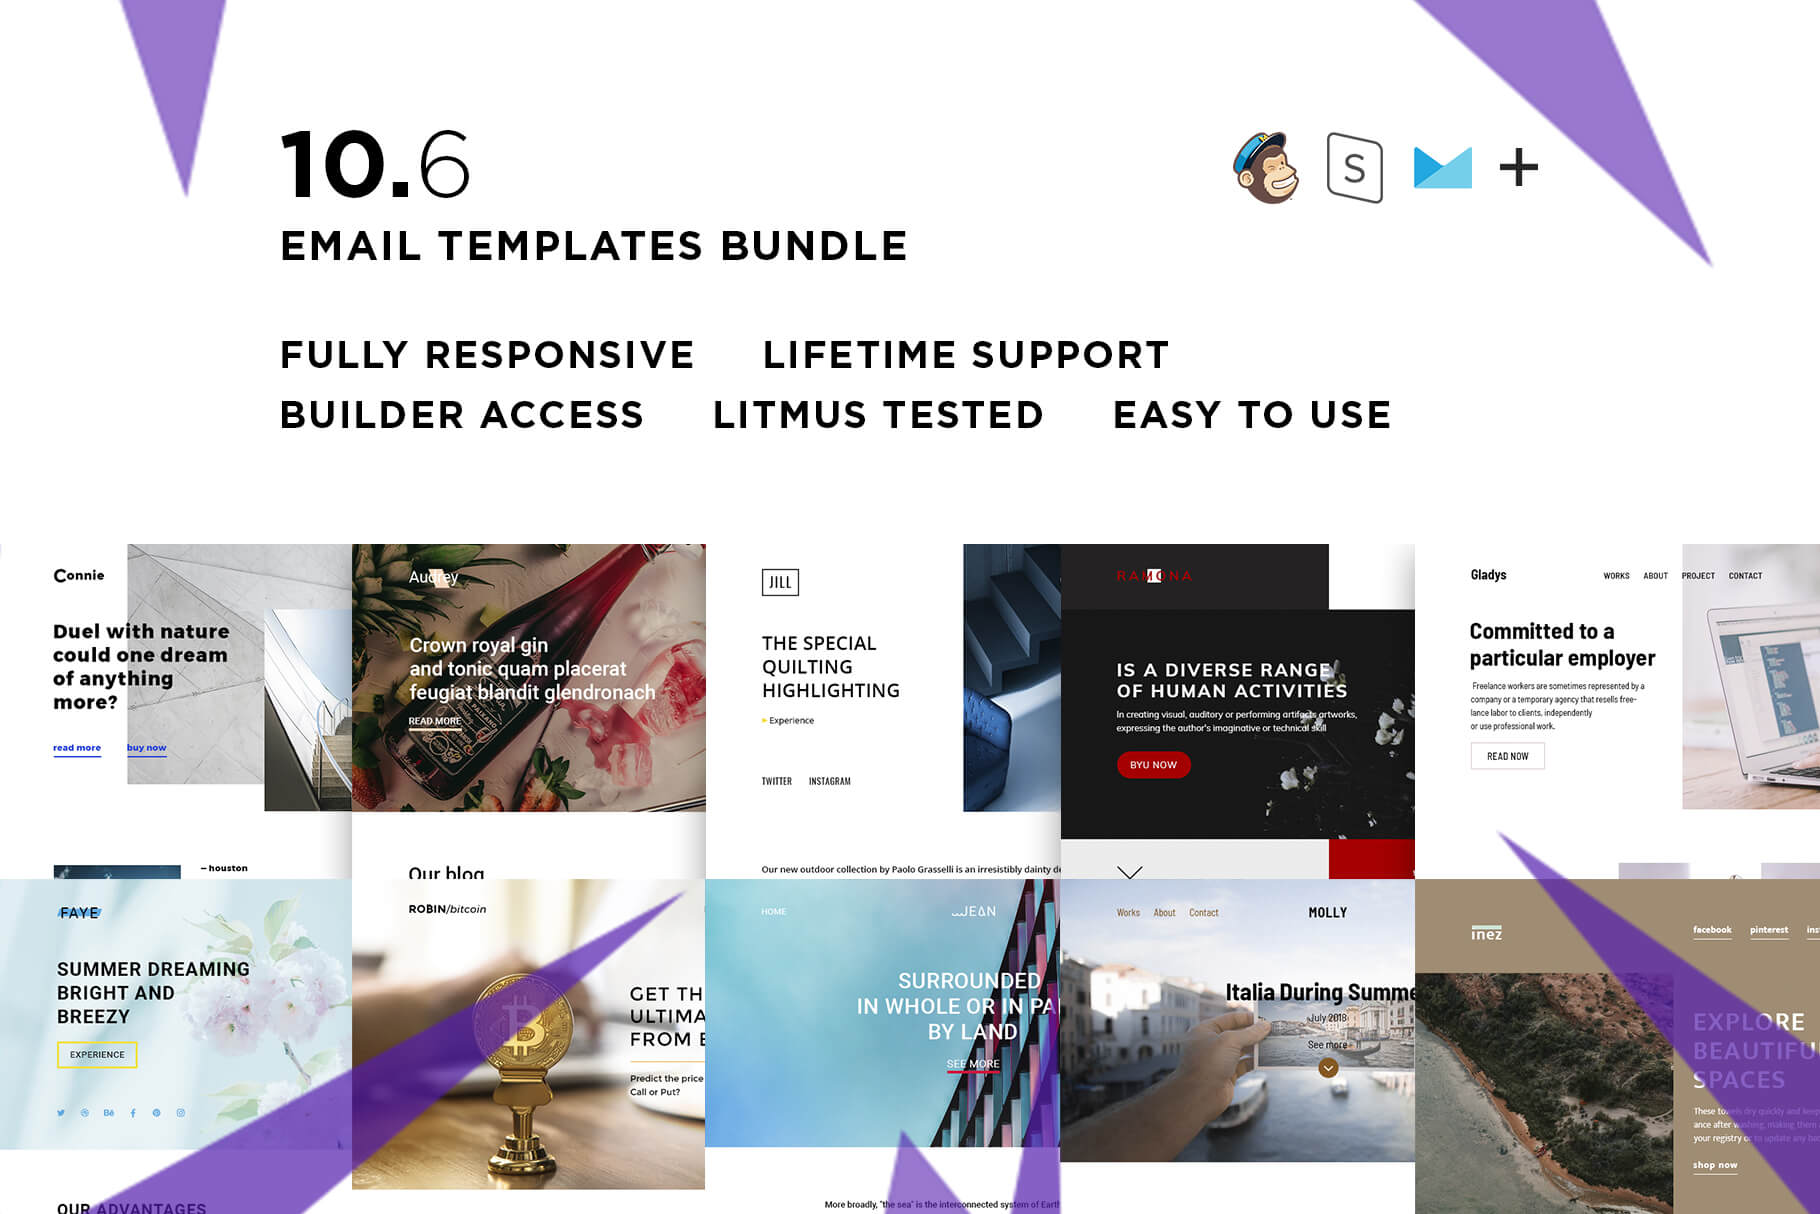 10.6
EMAIL TEMPLATES BUNDLE
S
FULLY RESPONSIVE LIFETIME SUPPORT
BUILDER ACCESS LITMUS TESTED EASY TO USE
Connie
Duel with nature
could one dream
of anything
more?
read more buy now
– houston
Audrey
Crown royal gin
and tonic quam placerat
feugiat blandit glendronach
READ MORE
Our blog
JILL
THE SPECIAL
QUILTING
HIGHLIGHTING
Experience
TWITTER INSTAGRAM
Our new outdoor collection by Paolo Grasselli is an irresistibly dainty de
RAMONA
IS A DIVERSE RANGE
OF HUMAN ACTIVITIES
In creating visual, auditory or performing artifacts artworks,
expressing the author's imaginative or technical skill
BYU NOW
Gladys
WORKS ABOUT PROJECT CONTACT
Committed to a
particular employer
Freelance workers are sometimes represented by a
company or a temporary agency that resells free-
lance labor to clients, independently
or use professional work.
READ NOW
FAYE
SUMMER DREAMING
BRIGHT AND
BREEZY
EXPERIENCE
Bē
OUR ADVANTAGES
ROBIN/bitcoin
GET TH
ULTIMA
FROM
Predict the price
Call or Put?
HOME JEAN
SURROUNDED
IN WHOLE OR IN PA
BY LAND
SEE MORE
More broadly, "the sea" is the interconnected system of Earth
Works About Contact MOLLY
Italia During Summe
July 2018
See more
inez
facebook pinterest ins
EXPLORE
BEAUTIFU
SPACES
These towels dry quickly and keep
ance after washing, making them
your registry or to update any ba
shop now